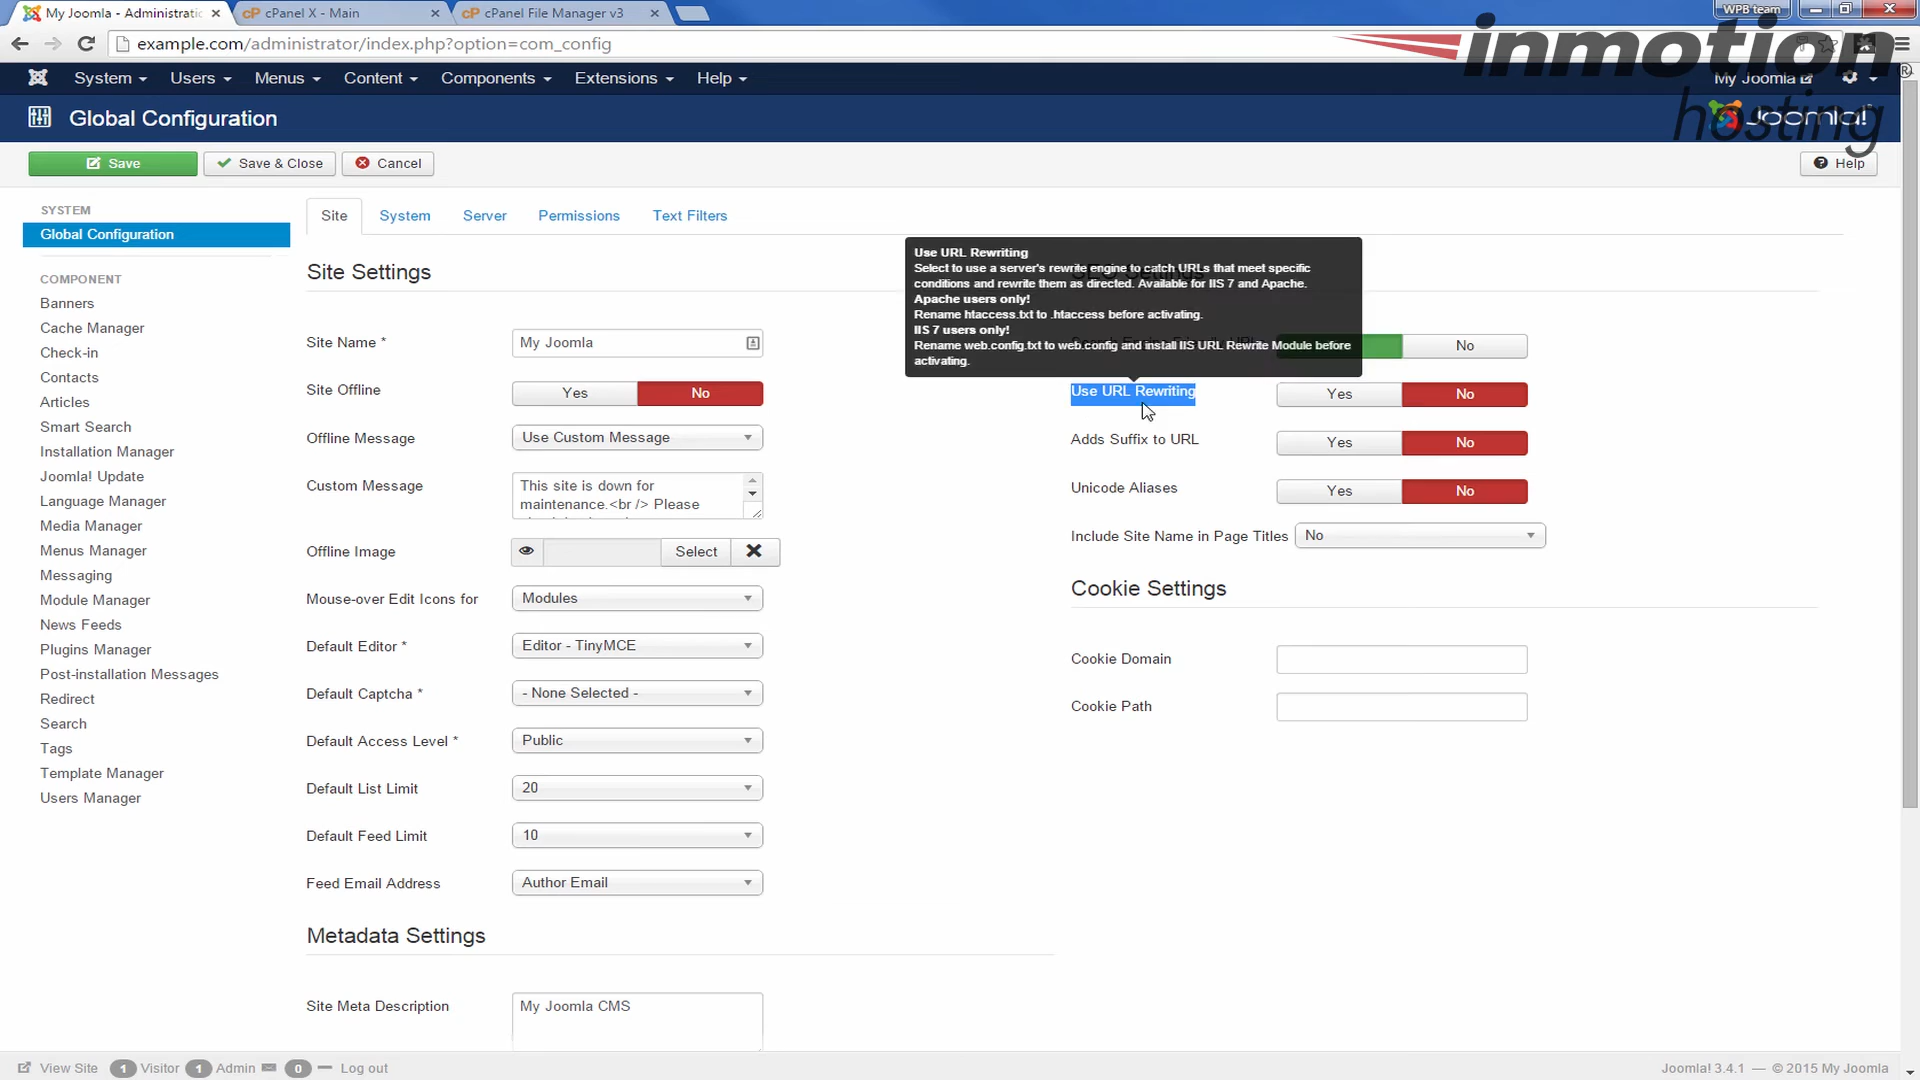 My Joomla - Administratio
cPanel X - Main
cPanel File Manager v3
WPB team
example.com/administrator/index.php?option=com_config
inmotion
hosting
®
System
Users
Menus
Content
Components
Extensions
Help
My Joomla
Global Configuration
Joomla!
Save
Save & Close
Cancel
Help
SYSTEM
Global Configuration
COMPONENT
Banners
Cache Manager
Check-in
Contacts
Articles
Smart Search
Installation Manager
Joomla! Update
Language Manager
Media Manager
Menus Manager
Messaging
Module Manager
News Feeds
Plugins Manager
Post-installation Messages
Redirect
Search
Tags
Template Manager
Users Manager
Site
System
Server
Permissions
Text Filters
Site Settings
Site Name *
My Joomla
Site Offline
Yes
No
Offline Message
Use Custom Message
Custom Message
This site is down for
maintenance.<br /> Please
Offline Image
Select
Mouse-over Edit Icons for
Modules
Default Editor *
Editor - TinyMCE
Default Captcha *
- None Selected -
Default Access Level *
Public
Default List Limit
20
Default Feed Limit
10
Feed Email Address
Author Email
Metadata Settings
Site Meta Description
My Joomla CMS
Use URL Rewriting
Select to use a server's rewrite engine to catch URLs that meet specific
conditions and rewrite them as directed. Available for IIS 7 and Apache.
Apache users only!
Rename htaccess.txt to .htaccess before activating.
IIS 7 users only!
Rename web.config.txt to web.config and install IIS URL Rewrite Module before
activating.
No
Use URL Rewriting
Yes
No
Adds Suffix to URL
Yes
No
Unicode Aliases
Yes
No
Include Site Name in Page Titles
No
Cookie Settings
Cookie Domain
Cookie Path
View Site
1
Visitor
1
Admin
0
Log out
Joomla! 3.4.1 — © 2015 My Joomla